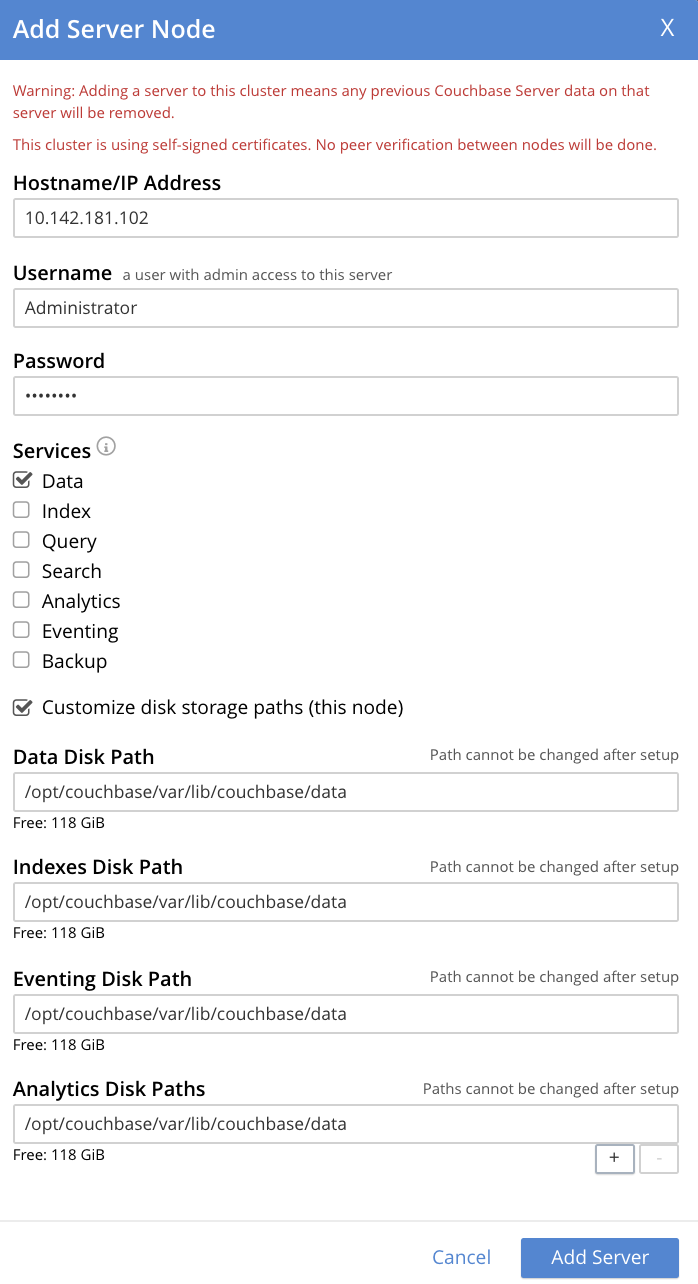 Add Server Node X
Warning: Adding a server to this cluster means any previous Couchbase Server data on that
server will be removed.
This cluster is using self-signed certificates. No peer verification between nodes will be done.
Hostname/IP Address
10.142.181.102
Username a user with admin access to this server
Administrator
Password
••••••••
Services
Data
Index
Query
Search
Analytics
Eventing
Backup
Customize disk storage paths (this node)
Data Disk Path Path cannot be changed after setup
/opt/couchbase/var/lib/couchbase/data
Free: 118 GiB
Indexes Disk Path Path cannot be changed after setup
/opt/couchbase/var/lib/couchbase/data
Free: 118 GiB
Eventing Disk Path Path cannot be changed after setup
/opt/couchbase/var/lib/couchbase/data
Free: 118 GiB
Analytics Disk Paths Paths cannot be changed after setup
/opt/couchbase/var/lib/couchbase/data
Free: 118 GiB + -
Cancel Add Server